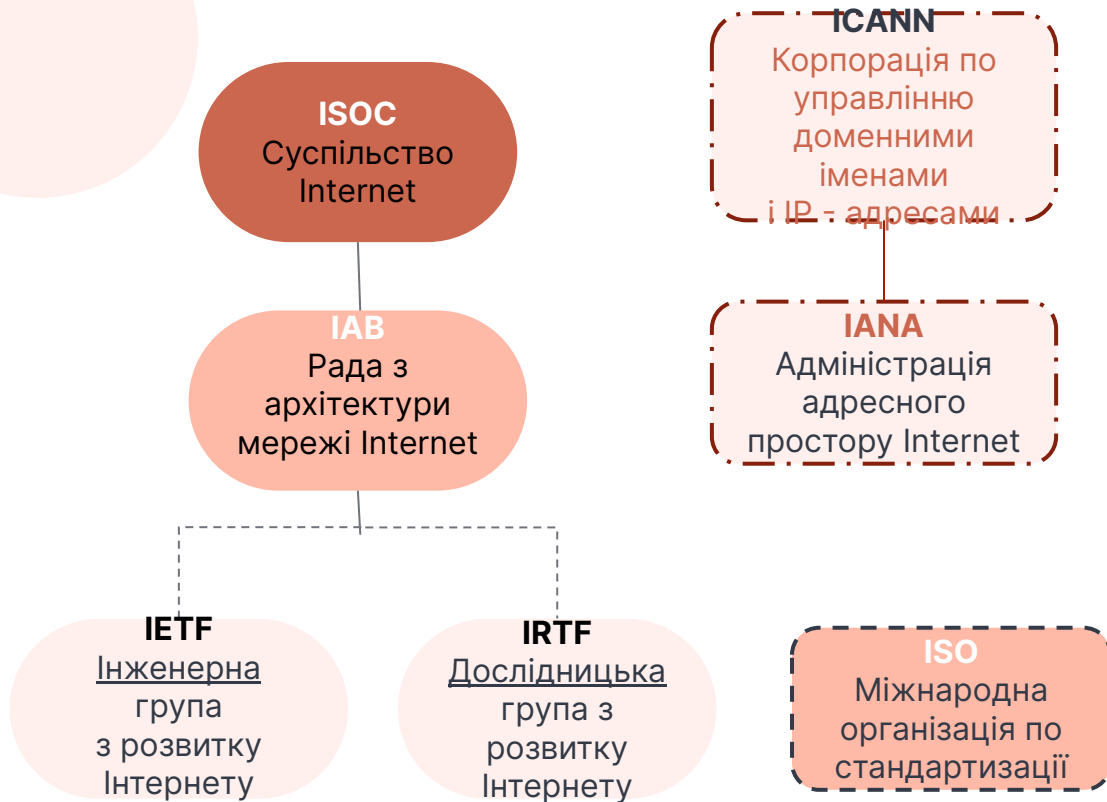 ISOC
Суспільство
Internet
IAB
Рада з
архітектури
мережі Internet
IETF
Інженерна
група
з розвитку
Інтернету
IRTF
Дослідницька
група з
розвитку
Інтернету
ICANN
Корпорація по
управлінню
доменними
іменами
і IP - адресами
IANA
Адміністрація
адресного
простору Internet
ISO
Міжнародна
організація по
стандартизації